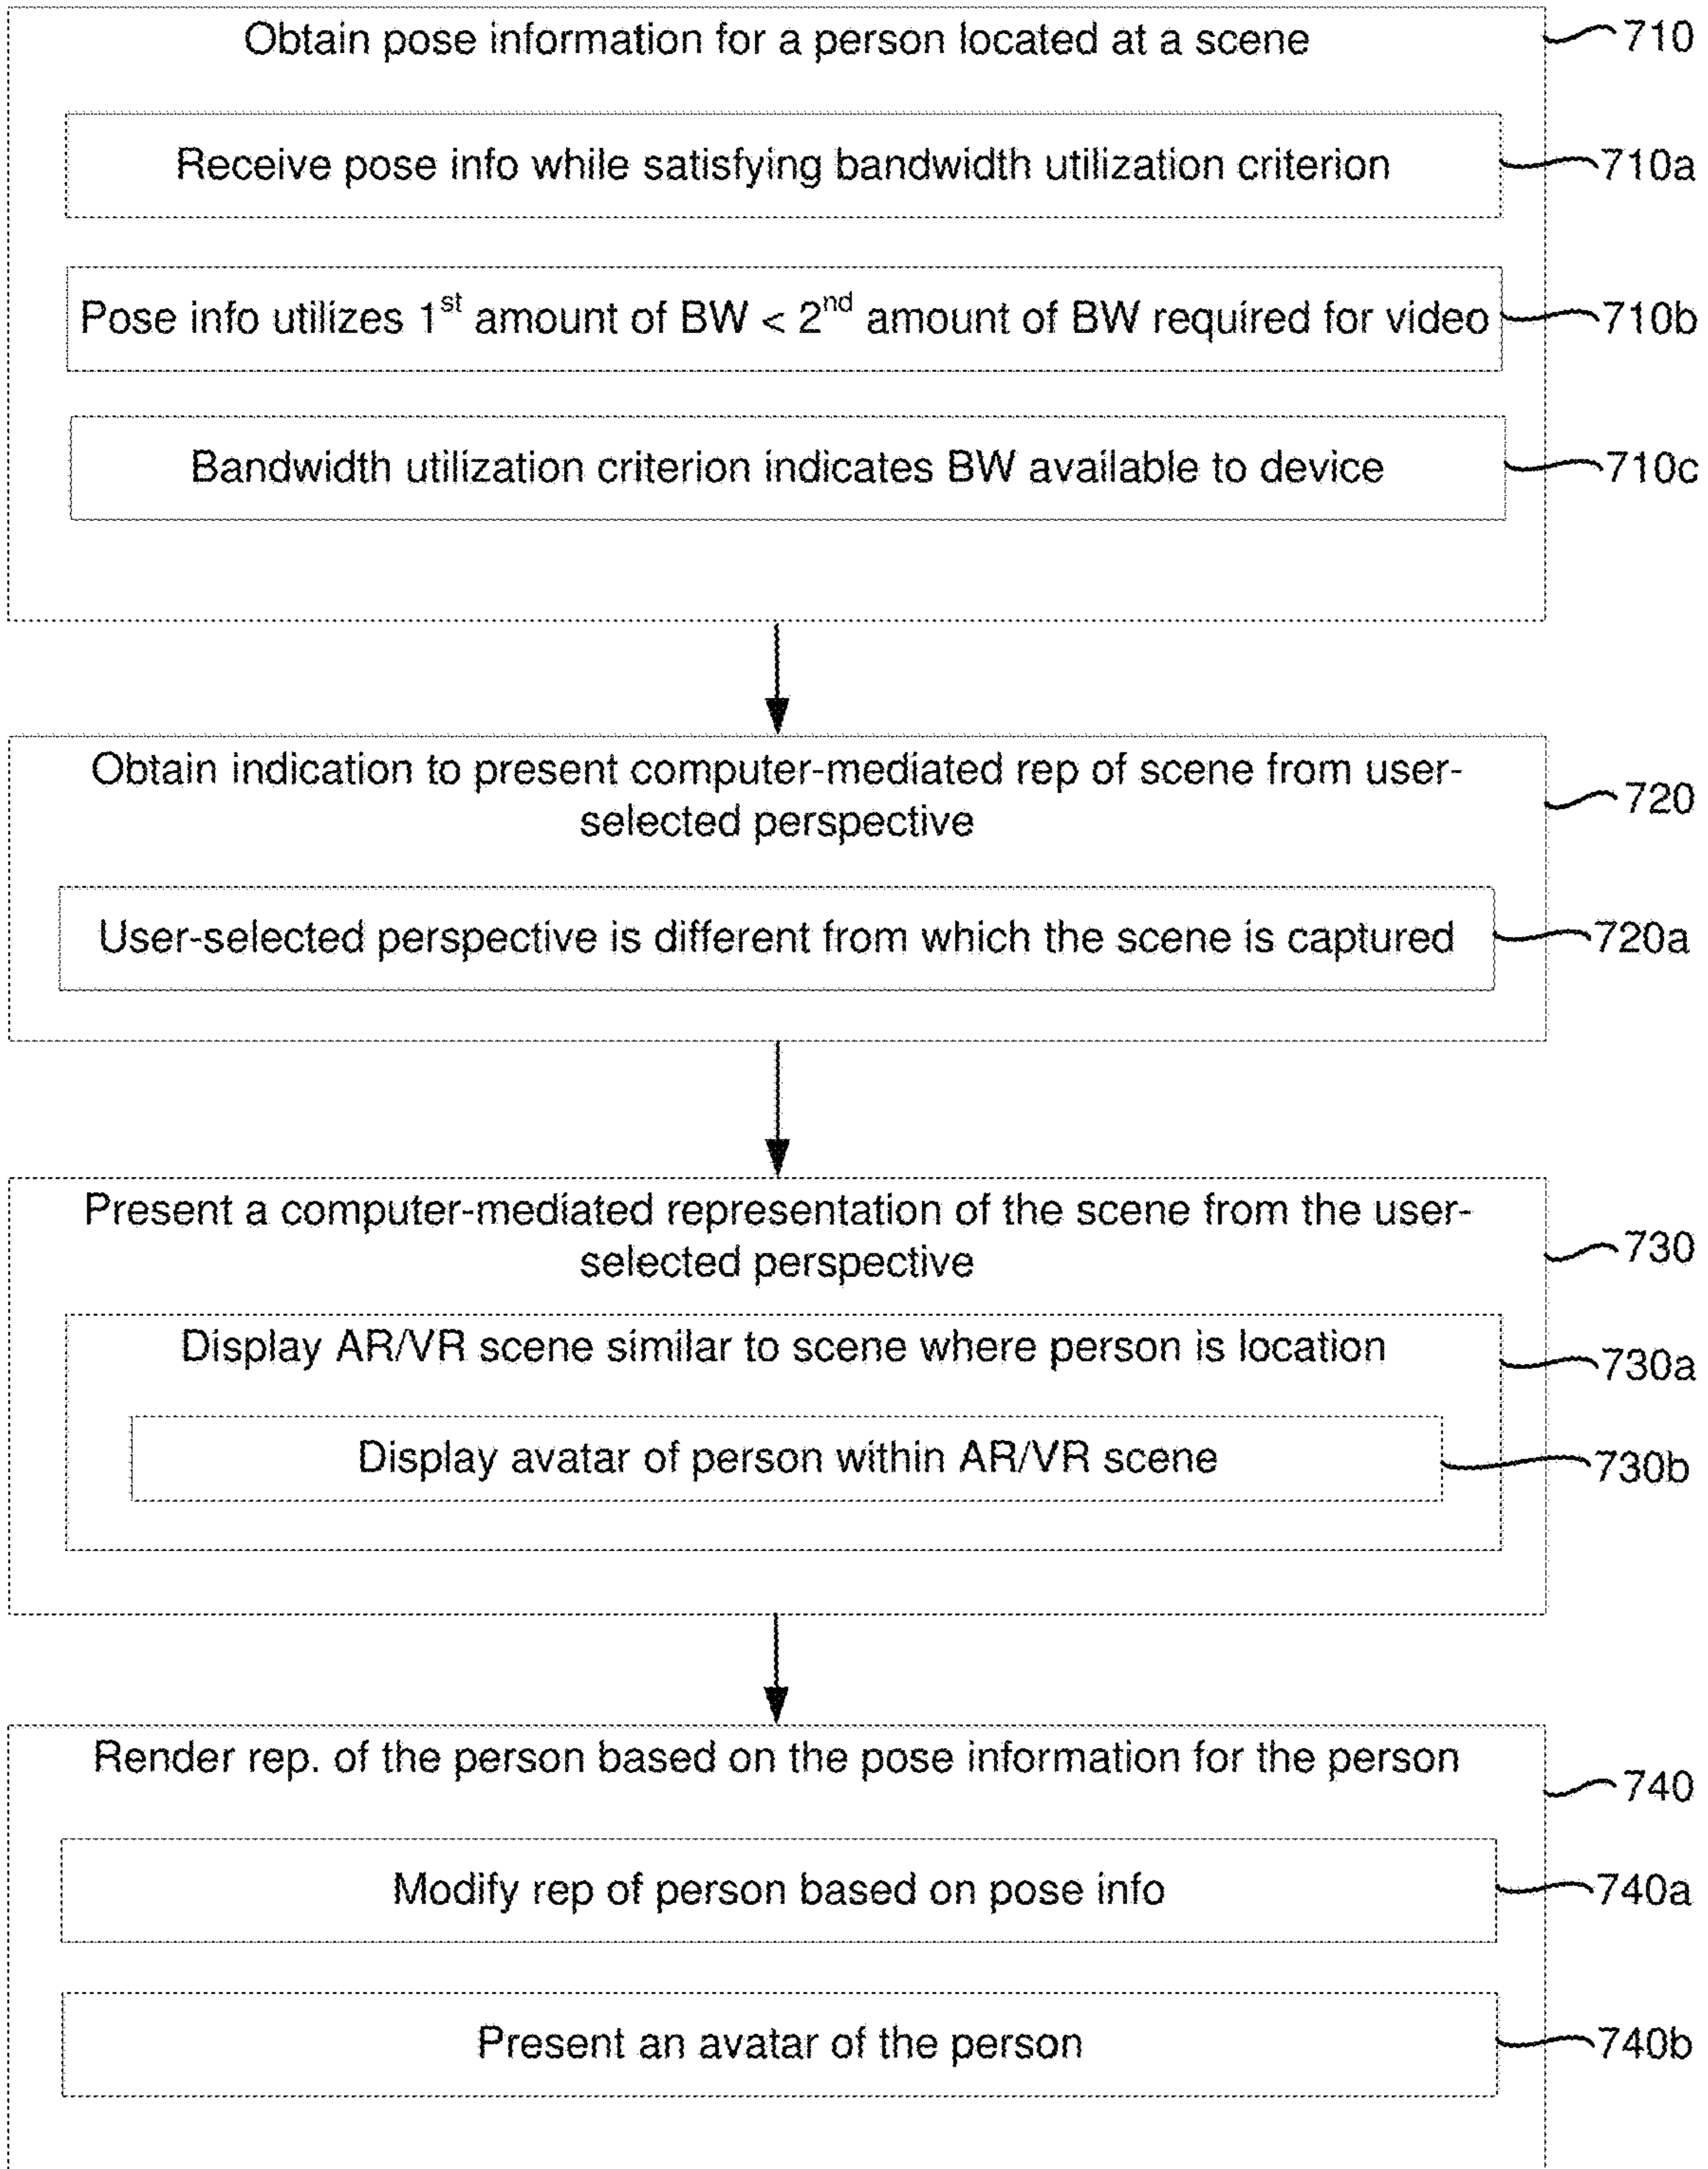 Obtain pose information for a person located at a scene
710
Receive pose info while satisfying bandwidth utilization criterion
710a
Pose info utilizes 1st amount of BW < 2nd amount of BW required for video
710b
Bandwidth utilization criterion indicates BW available to device
710c
Obtain indication to present computer-mediated rep of scene from user-
selected perspective
720
User-selected perspective is different from which the scene is captured
720a
Present a computer-mediated representation of the scene from the user-
selected perspective
730
Display AR/VR scene similar to scene where person is location
730a
Display avatar of person within AR/VR scene
730b
Render rep. of the person based on the pose information for the person
740
Modify rep of person based on pose info
740a
Present an avatar of the person
740b